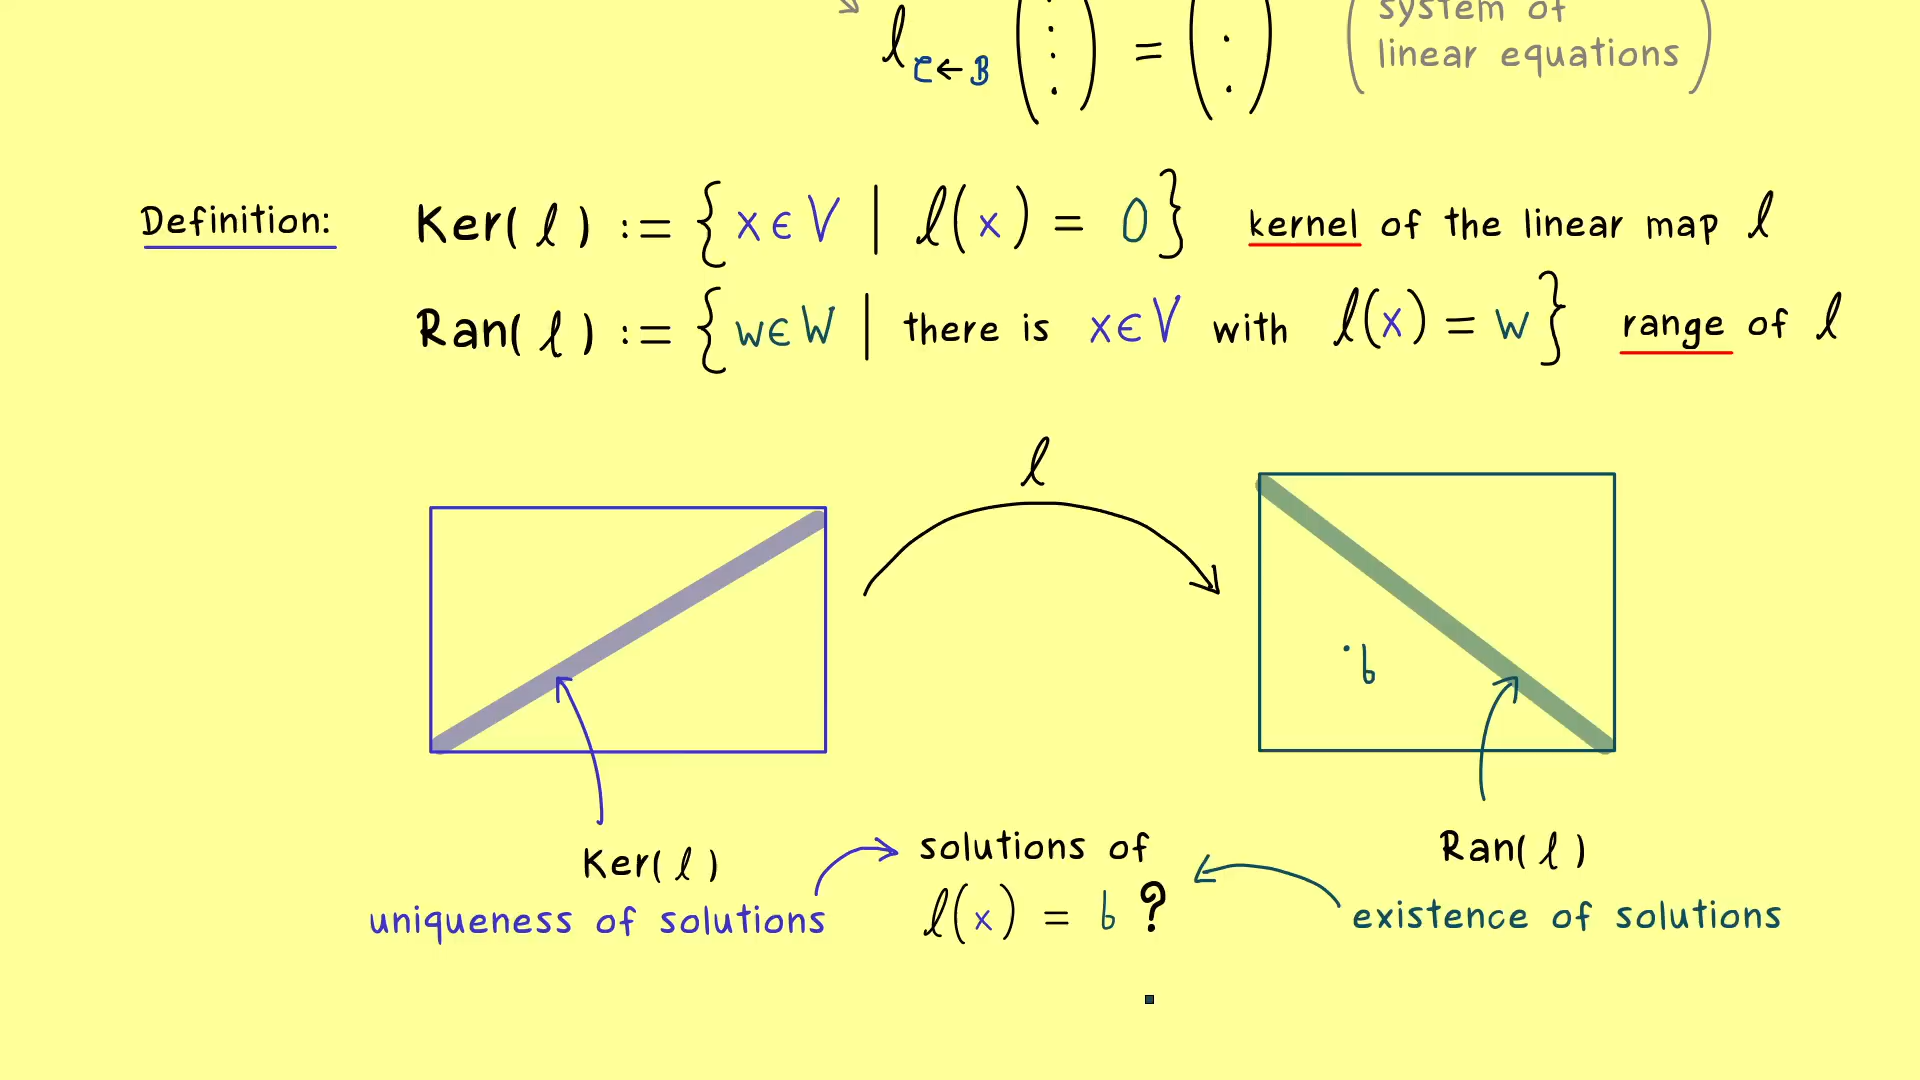 system of
ℓ C←B ( ⋮ ) = ( : ) ( linear equations )
Definition: Ker(ℓ) := { x∈V | ℓ(x) = 0 } kernel of the linear map ℓ
Ran(ℓ) := { w∈W | there is x∈V with ℓ(x) = w } range of ℓ
ℓ
b
Ker(ℓ)
uniqueness of solutions
solutions of
ℓ(x) = b ?
Ran(ℓ)
existence of solutions